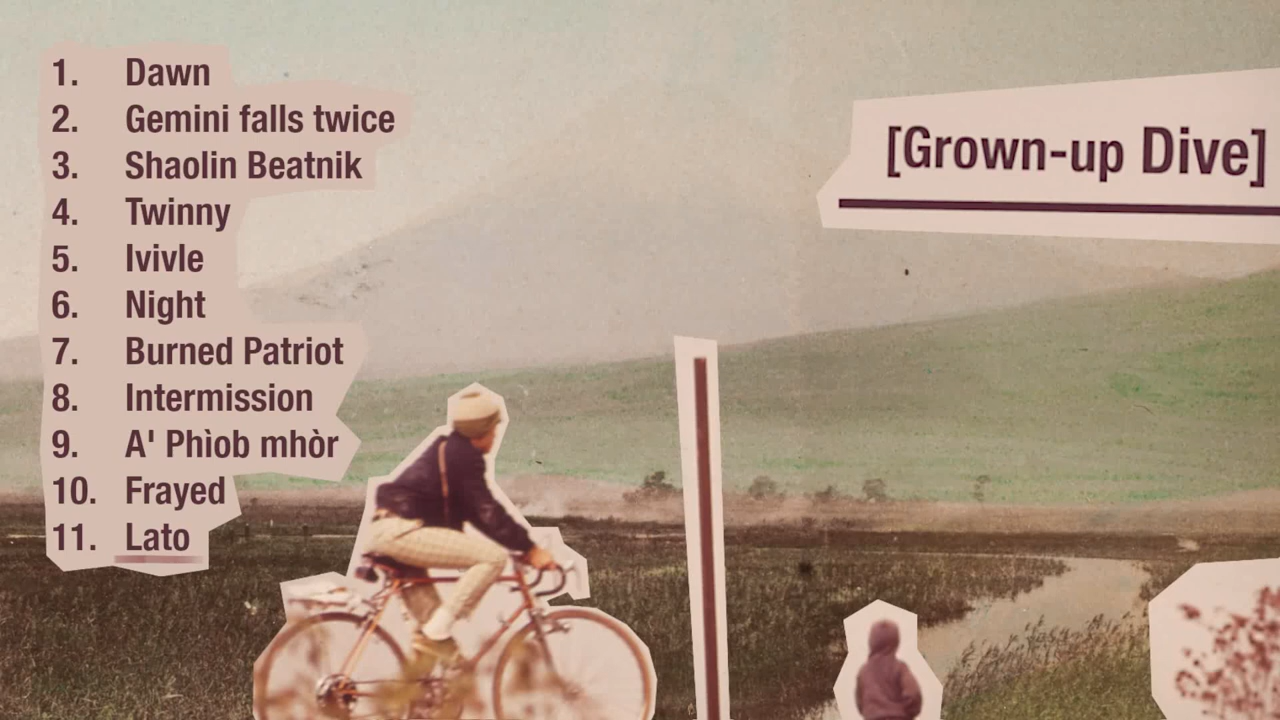 1. Dawn
2. Gemini falls twice
3. Shaolin Beatnik
4. Twinny
5. Ivivle
6. Night
7. Burned Patriot
8. Intermission
9. A' Phìob mhòr
10. Frayed
11. Lato
[Grown-up Dive]